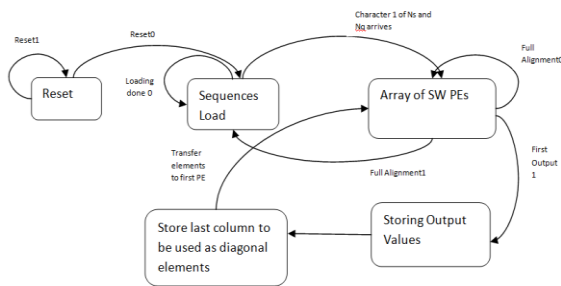 Character 1 of Ns and
Nq arrives
Reset1
Reset0
Full
Alignment0
Loading
done 0
Reset
Sequences
Load
Array of SW PEs
Transfer
elements
to first PE
Full Alignment1
First
Output
1
Store last column to
be used as diagonal
elements
Storing Output
Values